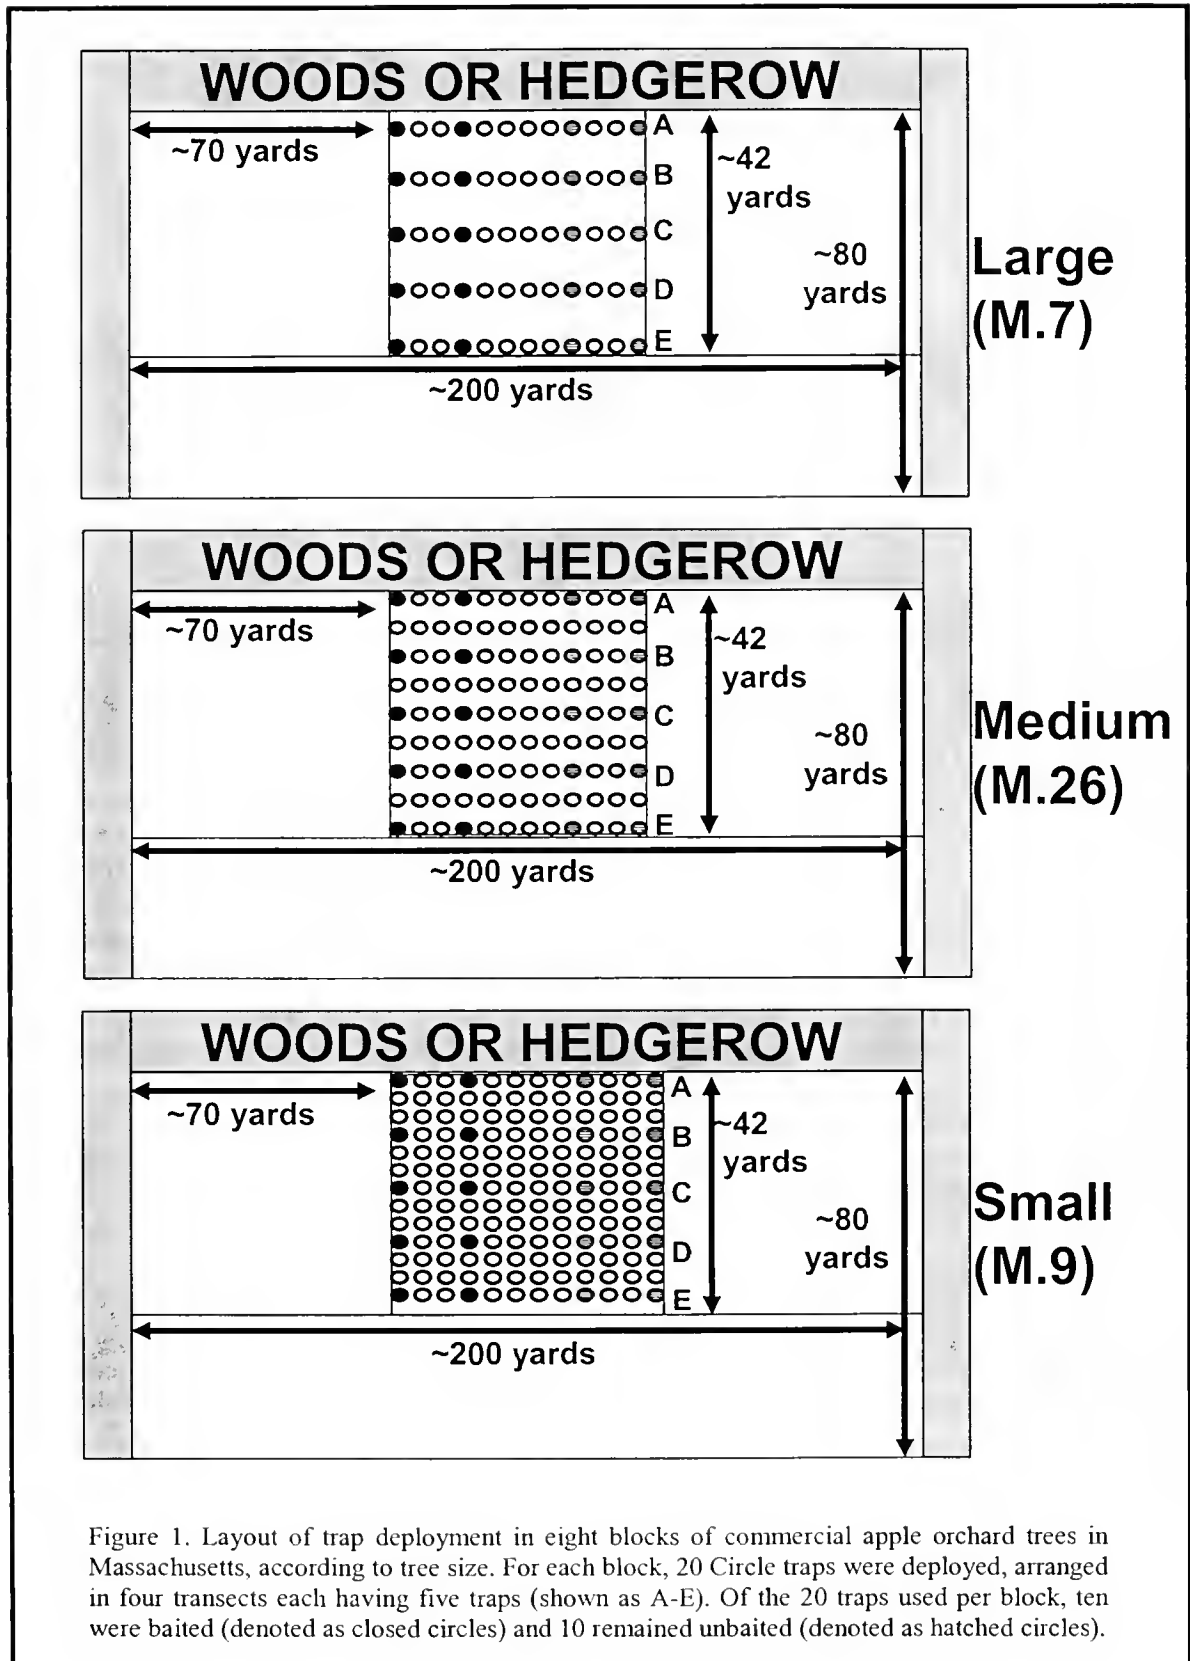 WOODS OR HEDGEROW
~70 yards
A
B
C
D
E
~42
yards
~80
yards
~200 yards
Large
(M.7)
WOODS OR HEDGEROW
~70 yards
A
B
C
D
E
~42
yards
~80
yards
~200 yards
Medium
(M.26)
WOODS OR HEDGEROW
~70 yards
A
B
C
D
E
~42
yards
~80
yards
~200 yards
Small
(M.9)
Figure 1. Layout of trap deployment in eight blocks of commercial apple orchard trees in
Massachusetts, according to tree size. For each block, 20 Circle traps were deployed, arranged
in four transects each having five traps (shown as A-E). Of the 20 traps used per block, ten
were baited (denoted as closed circles) and 10 remained unbaited (denoted as hatched circles).